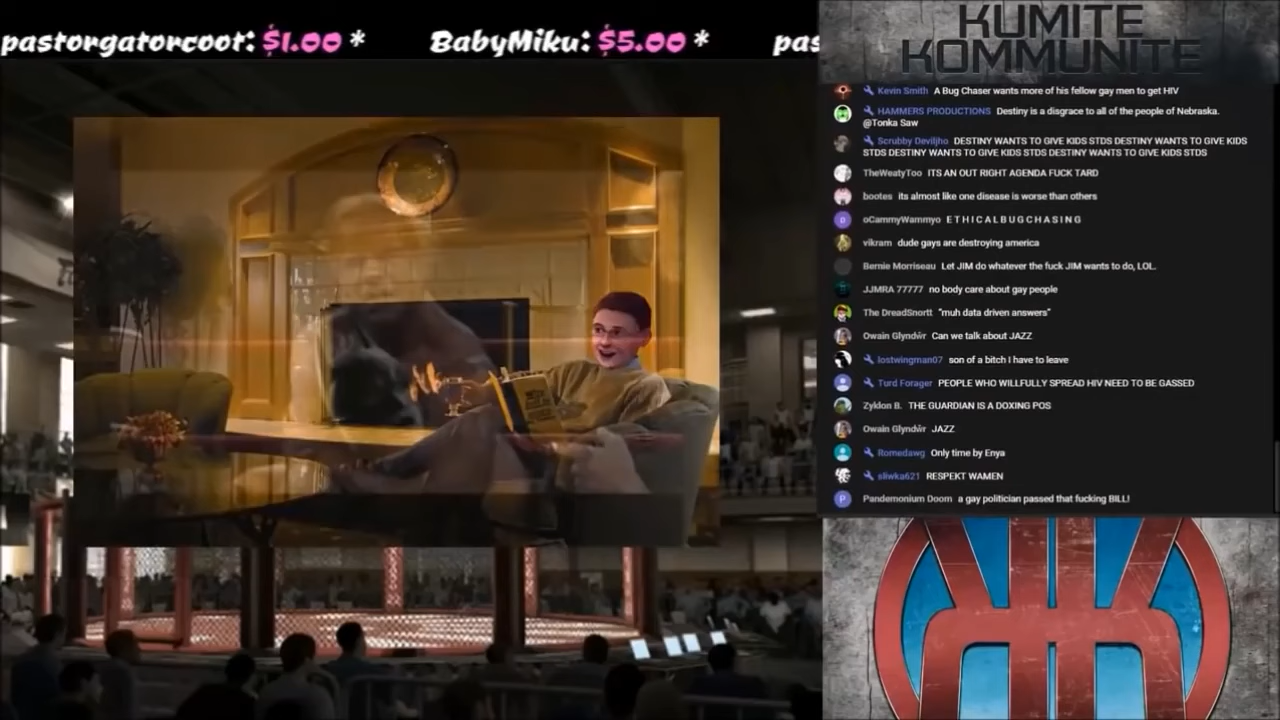 pastorgatorcoot: $1.00 * BabyMiku: $5.00 * pas
KUMITE
KOMMUNITE
Kevin Smith A Bug Chaser wants more of his fellow gay men to get HIV
HAMMERS PRODUCTIONS Destiny is a disgrace to all of the people of Nebraska.
@Tonka Saw
Scrubby Deviljho DESTINY WANTS TO GIVE KIDS STDS DESTINY WANTS TO GIVE KIDS
STDS DESTINY WANTS TO GIVE KIDS STDS DESTINY WANTS TO GIVE KIDS STDS
TheWeatyToo ITS AN OUT RIGHT AGENDA FUCK TARD
bootes its almost like one disease is worse than others
oCammyWammyo E T H I C A L B U G C H A S I N G
vikram dude gays are destroying america
Bernie Morriseau Let JIM do whatever the fuck JIM wants to do, LOL.
JJMRA 77777 no body care about gay people
The DreadSnortt "muh data driven answers"
Owain Glyndŵr Can we talk about JAZZ
lostwingman07 son of a bitch I have to leave
Turd Forager PEOPLE WHO WILLFULLY SPREAD HIV NEED TO BE GASSED
Zyklon B. THE GUARDIAN IS A DOXING POS
Owain Glyndŵr JAZZ
Romedawg Only time by Enya
sliwka621 RESPEKT WAMEN
Pandemonium Doom a gay politician passed that fucking BILL!